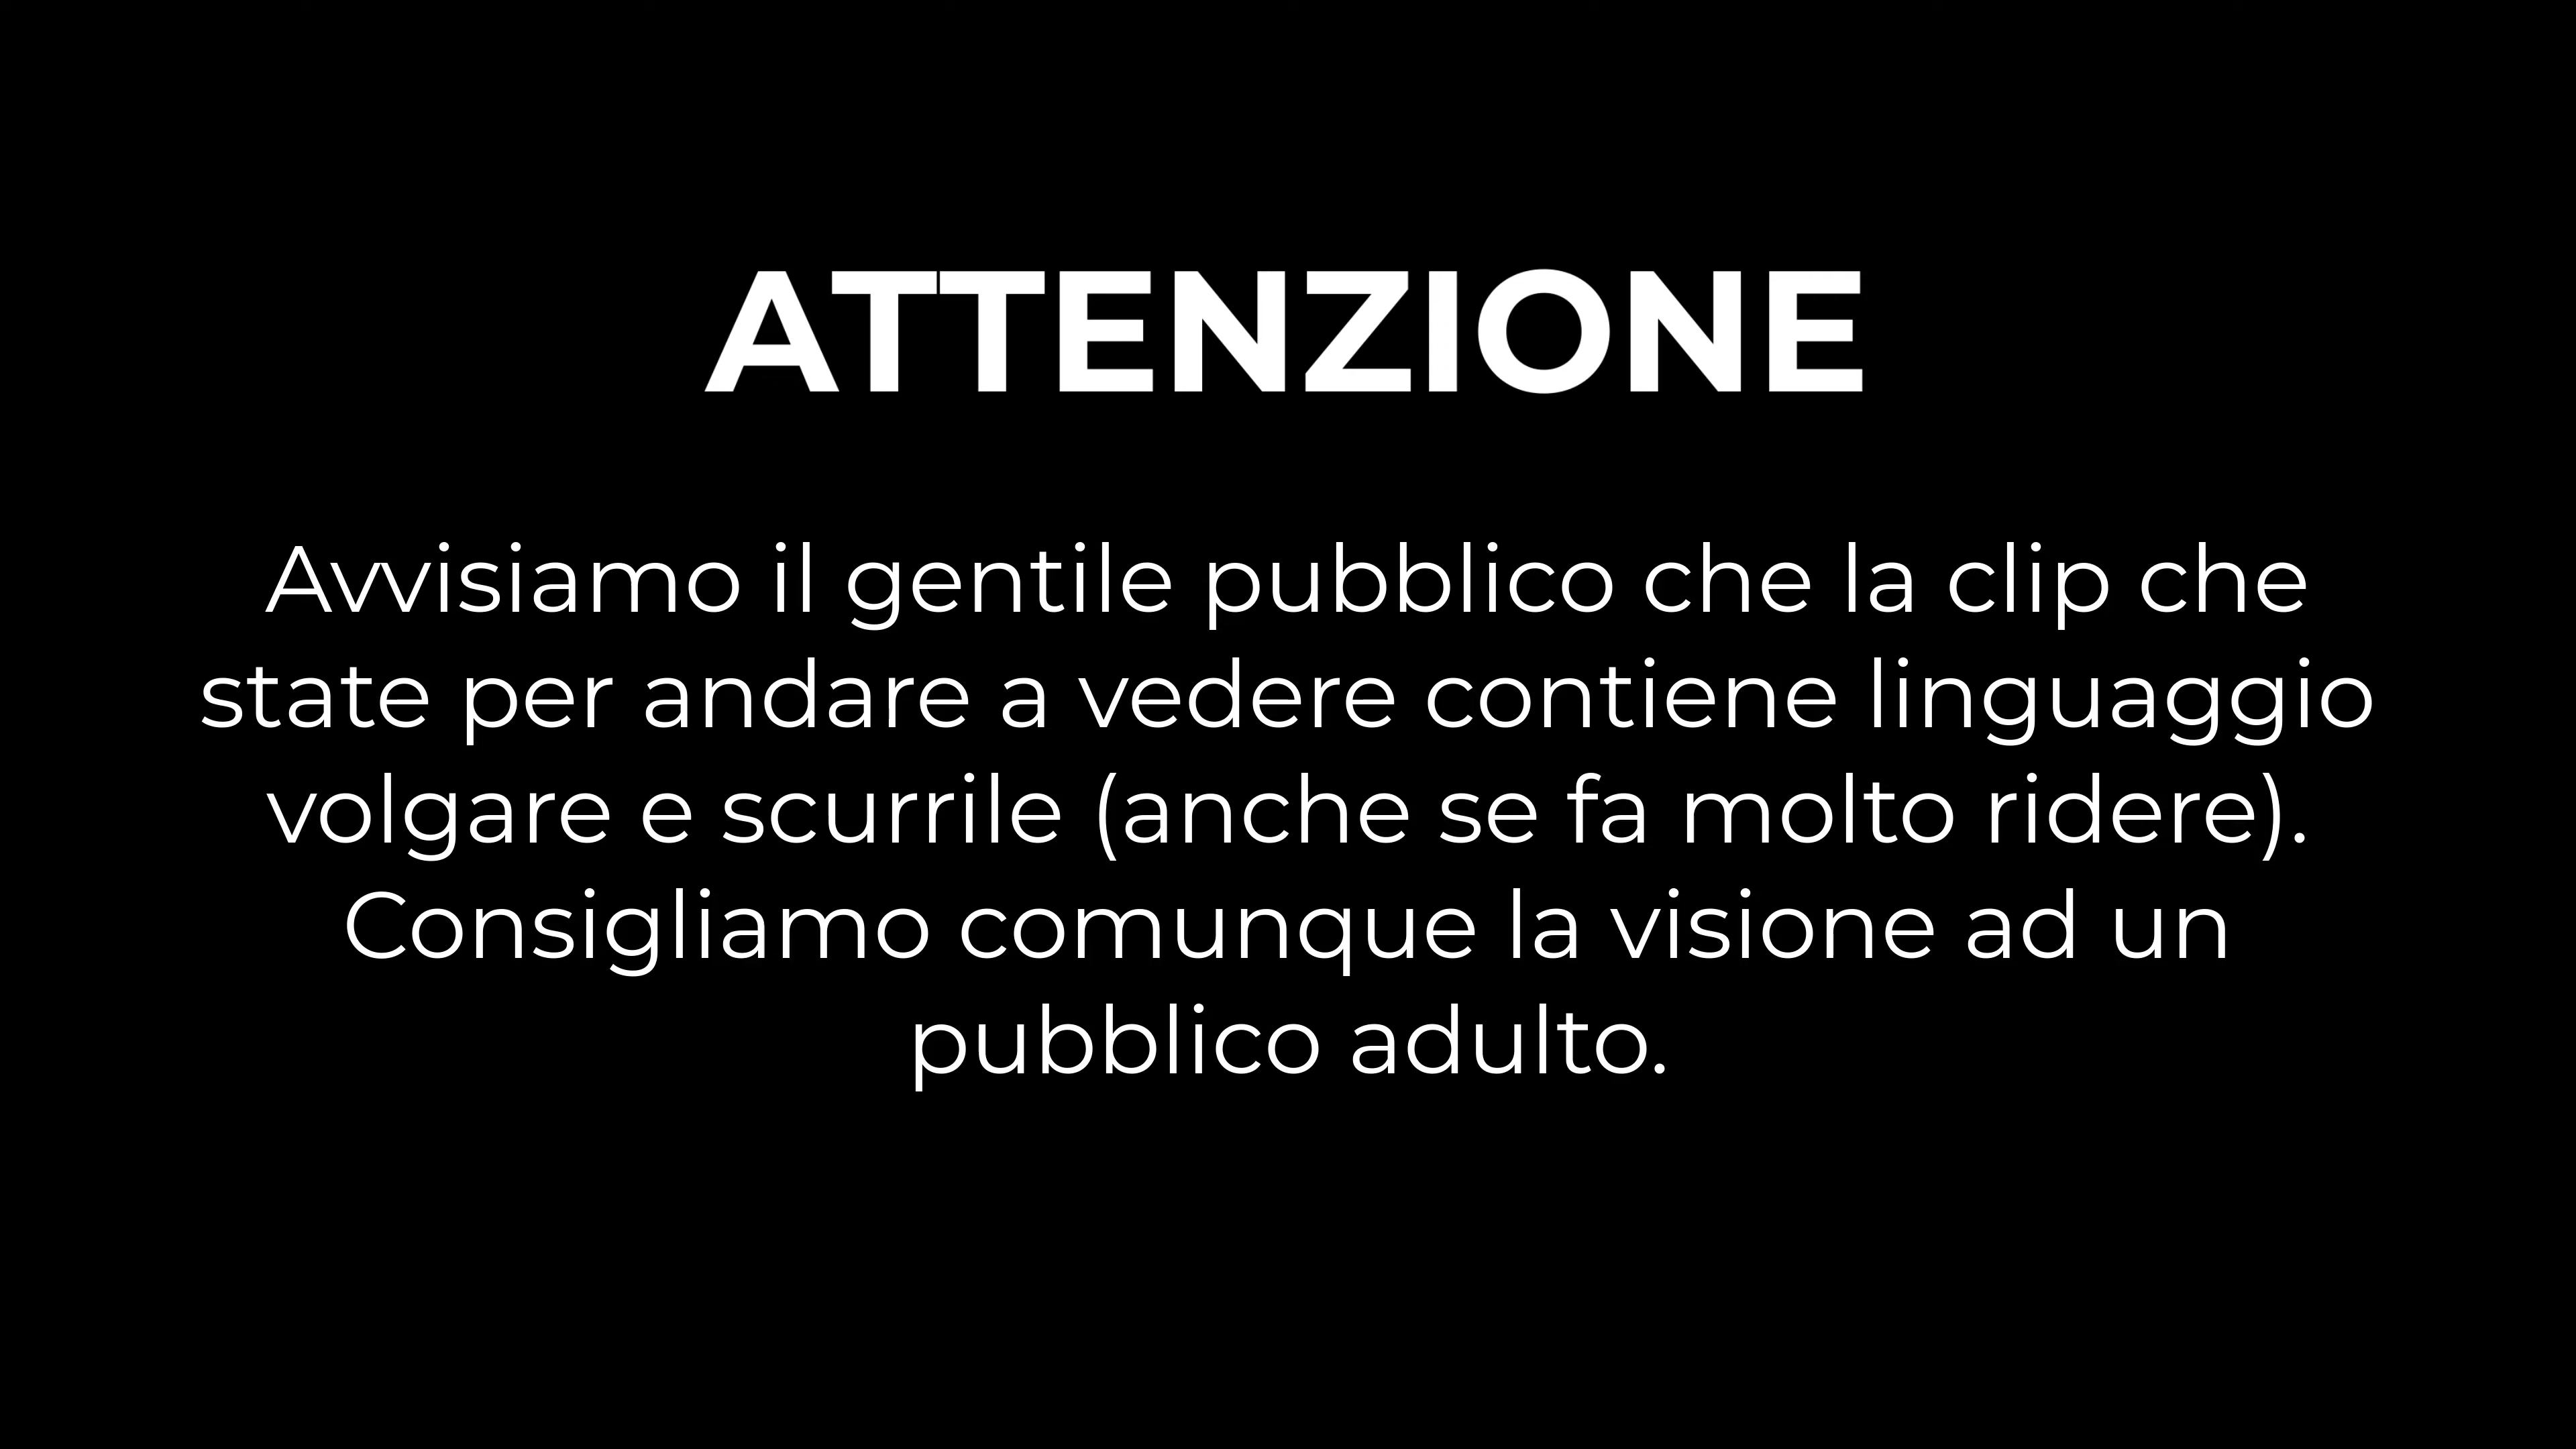 ATTENZIONE
Avvisiamo il gentile pubblico che la clip che
state per andare a vedere contiene linguaggio
volgare e scurrile (anche se fa molto ridere).
Consigliamo comunque la visione ad un
pubblico adulto.